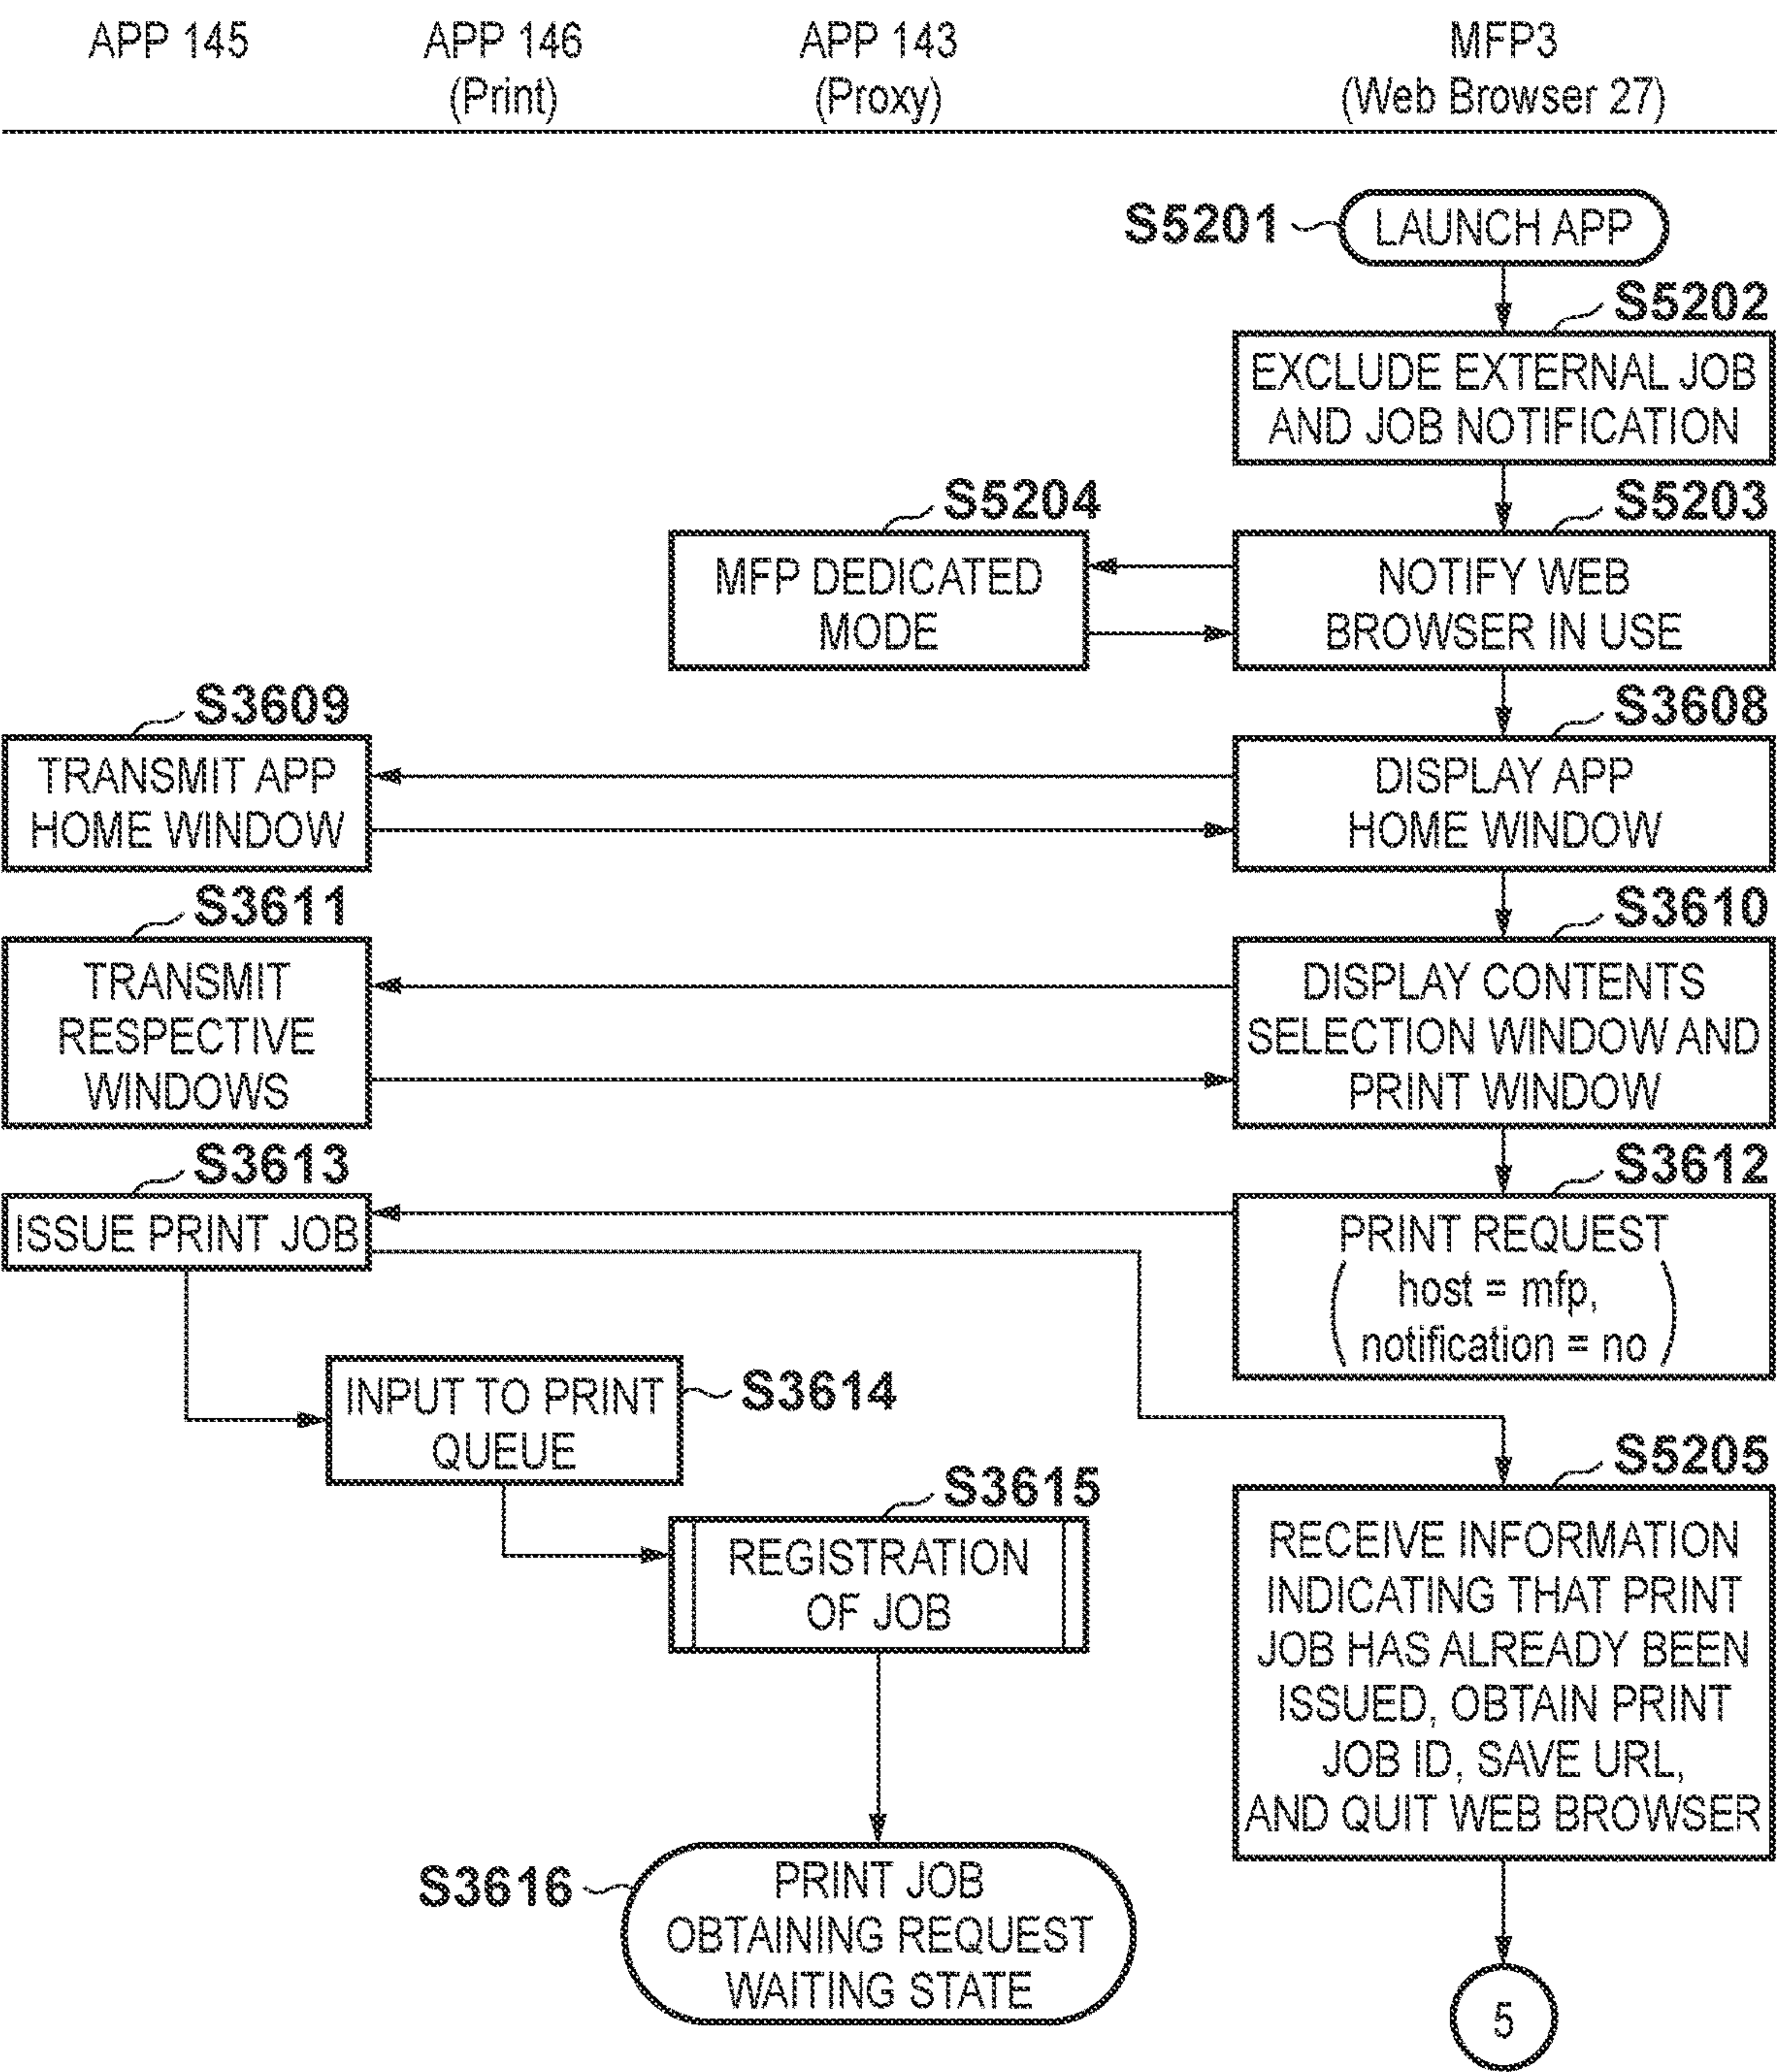 APP 145
APP 146
(Print)
APP 143
(Proxy)
MFP3
(Web Browser 27)
S5201
LAUNCH APP
S5202
EXCLUDE EXTERNAL JOB
AND JOB NOTIFICATION
S5204
MFP DEDICATED
MODE
S5203
NOTIFY WEB
BROWSER IN USE
S3609
TRANSMIT APP
HOME WINDOW
S3608
DISPLAY APP
HOME WINDOW
S3611
TRANSMIT
RESPECTIVE
WINDOWS
S3610
DISPLAY CONTENTS
SELECTION WINDOW AND
PRINT WINDOW
S3613
ISSUE PRINT JOB
S3612
PRINT REQUEST
( host = mfp,
notification = no )
INPUT TO PRINT
QUEUE
S3614
S3615
REGISTRATION
OF JOB
S5205
RECEIVE INFORMATION
INDICATING THAT PRINT
JOB HAS ALREADY BEEN
ISSUED, OBTAIN PRINT
JOB ID, SAVE URL,
AND QUIT WEB BROWSER
S3616
PRINT JOB
OBTAINING REQUEST
WAITING STATE
5